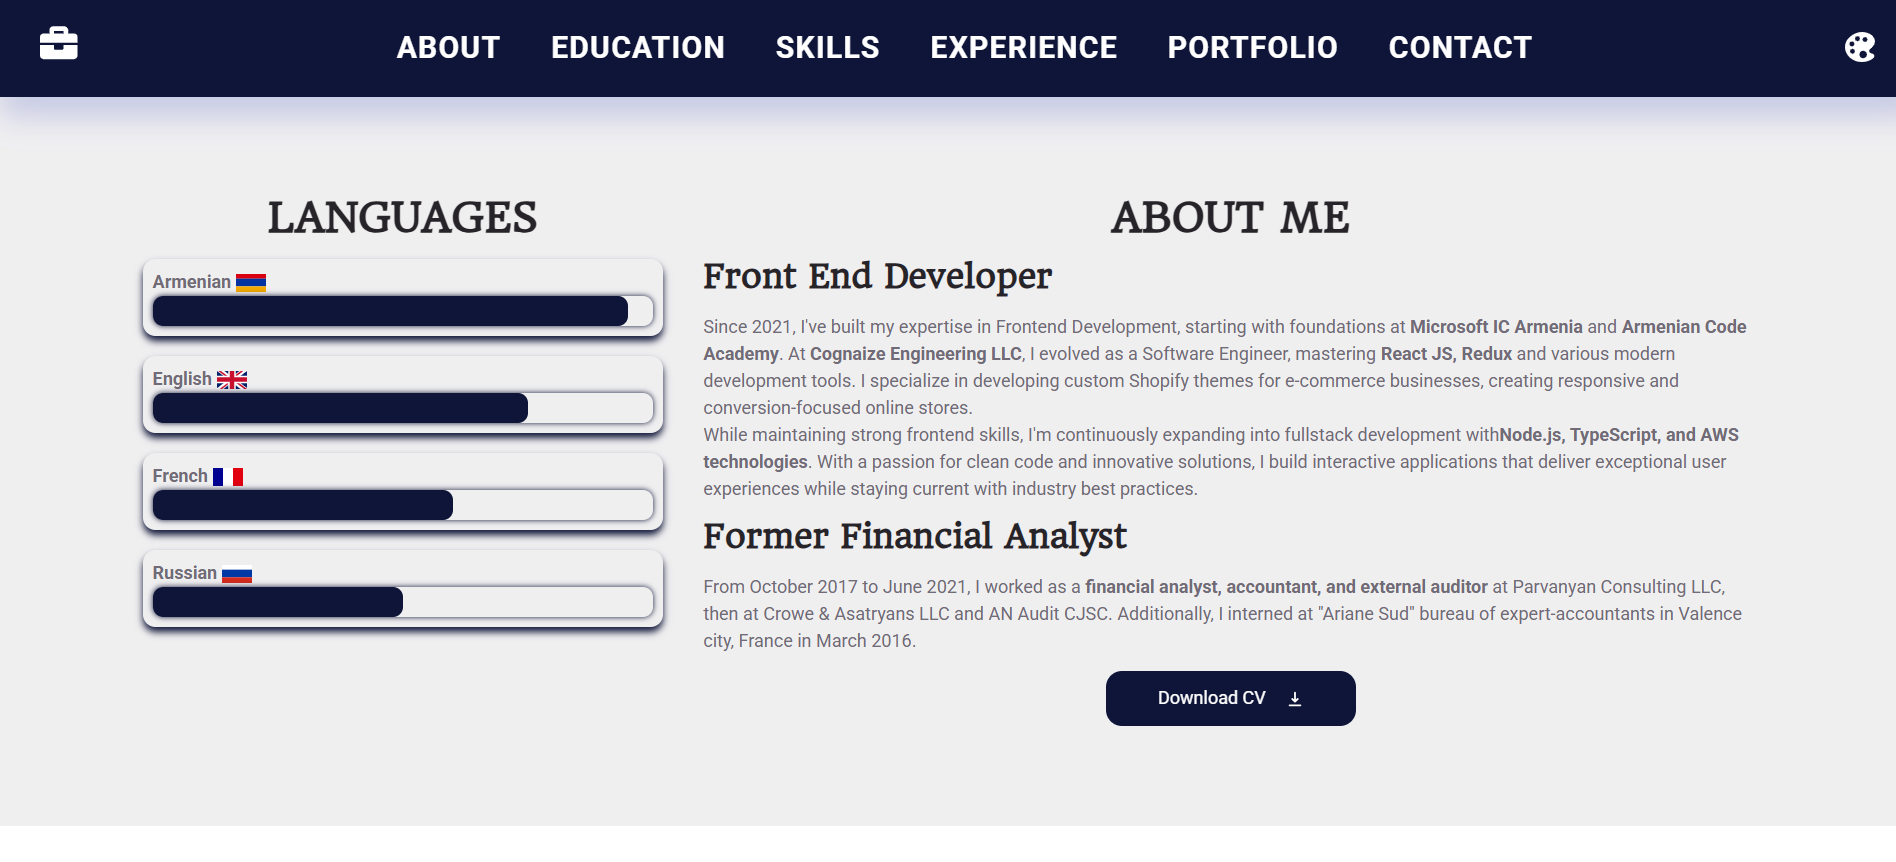 ABOUT EDUCATION SKILLS EXPERIENCE PORTFOLIO CONTACT
LANGUAGES
Armenian
English
French
Russian
ABOUT ME
Front End Developer
Since 2021, I've built my expertise in Frontend Development, starting with foundations at Microsoft IC Armenia and Armenian Code
Academy. At Cognaize Engineering LLC, I evolved as a Software Engineer, mastering React JS, Redux and various modern
development tools. I specialize in developing custom Shopify themes for e-commerce businesses, creating responsive and
conversion-focused online stores.
While maintaining strong frontend skills, I'm continuously expanding into fullstack development withNode.js, TypeScript, and AWS
technologies. With a passion for clean code and innovative solutions, I build interactive applications that deliver exceptional user
experiences while staying current with industry best practices.
Former Financial Analyst
From October 2017 to June 2021, I worked as a financial analyst, accountant, and external auditor at Parvanyan Consulting LLC,
then at Crowe & Asatryans LLC and AN Audit CJSC. Additionally, I interned at "Ariane Sud" bureau of expert-accountants in Valence
city, France in March 2016.
Download CV